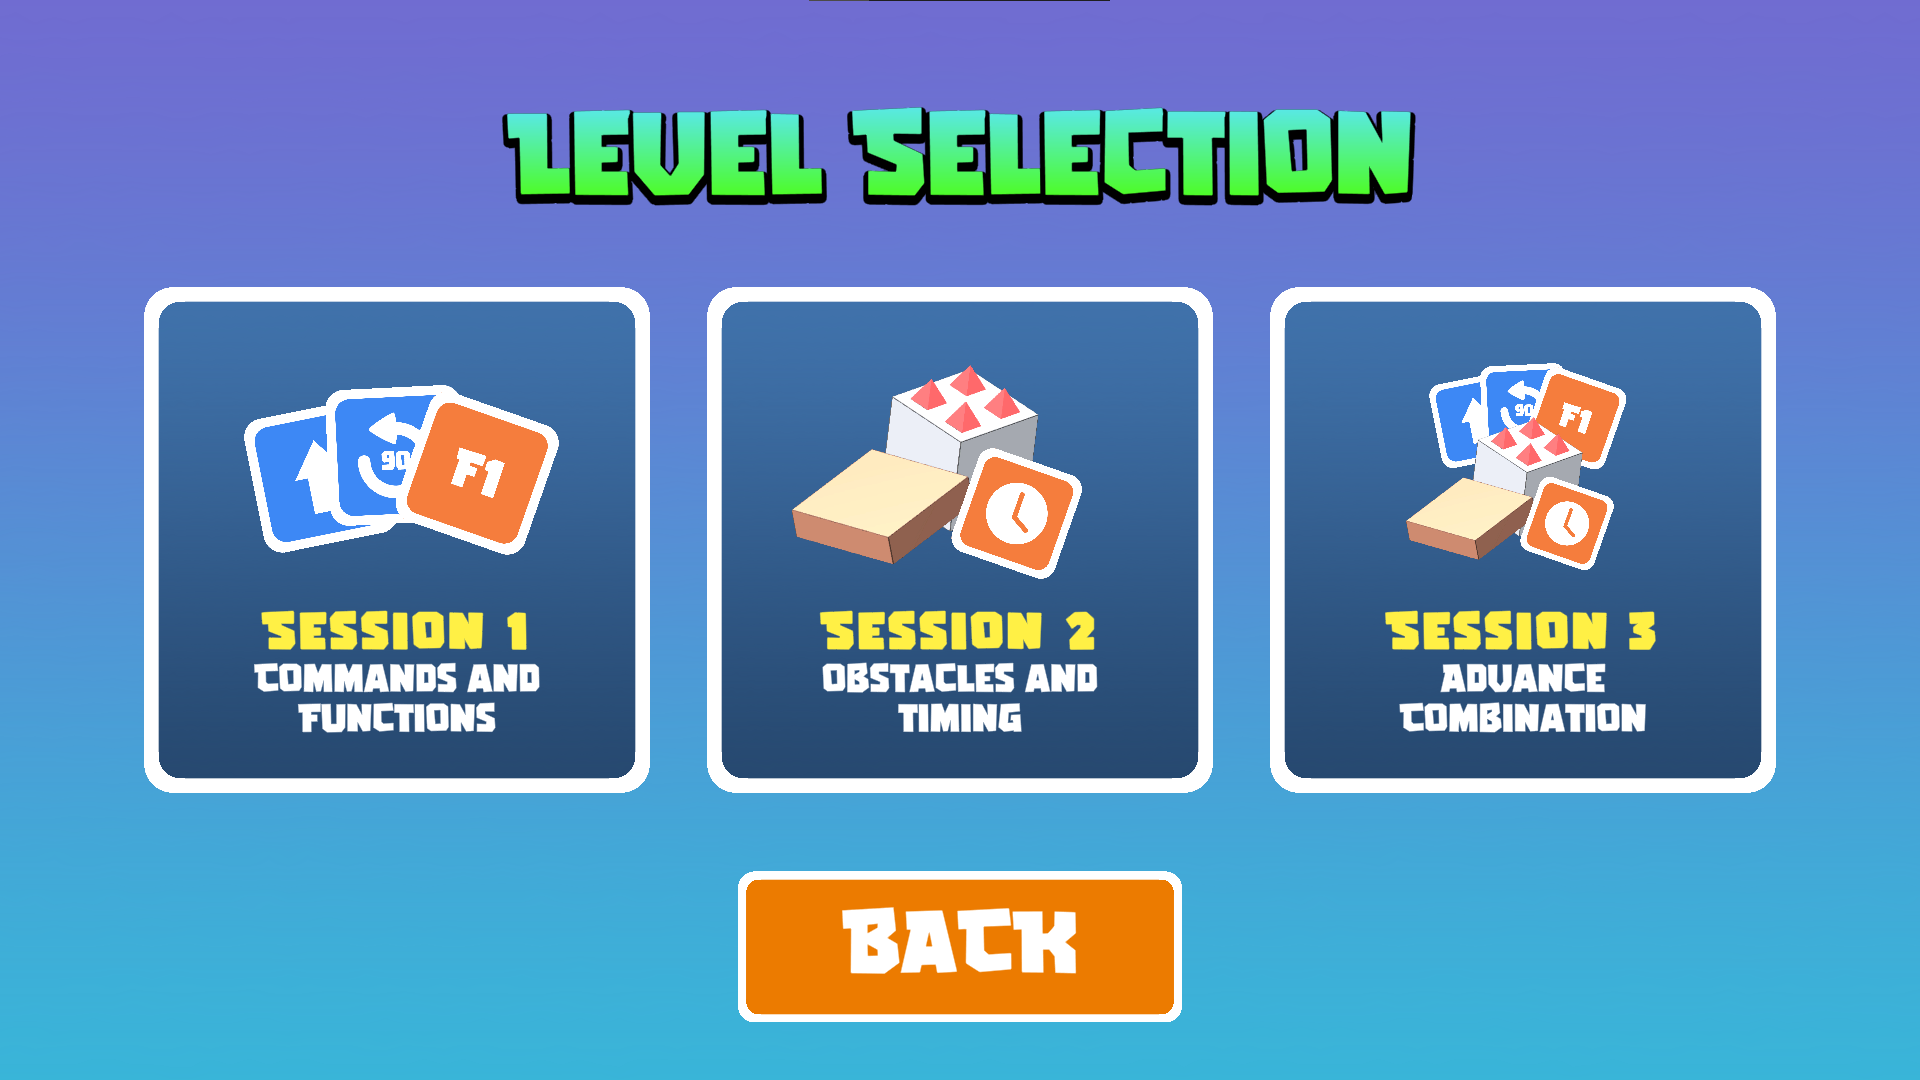 LEVEL SELECTION
90
F1
SESSION 1
COMMANDS AND
FUNCTIONS
SESSION 2
OBSTACLES AND
TIMING
90
F1
SESSION 3
ADVANCE
COMBINATION
BACK